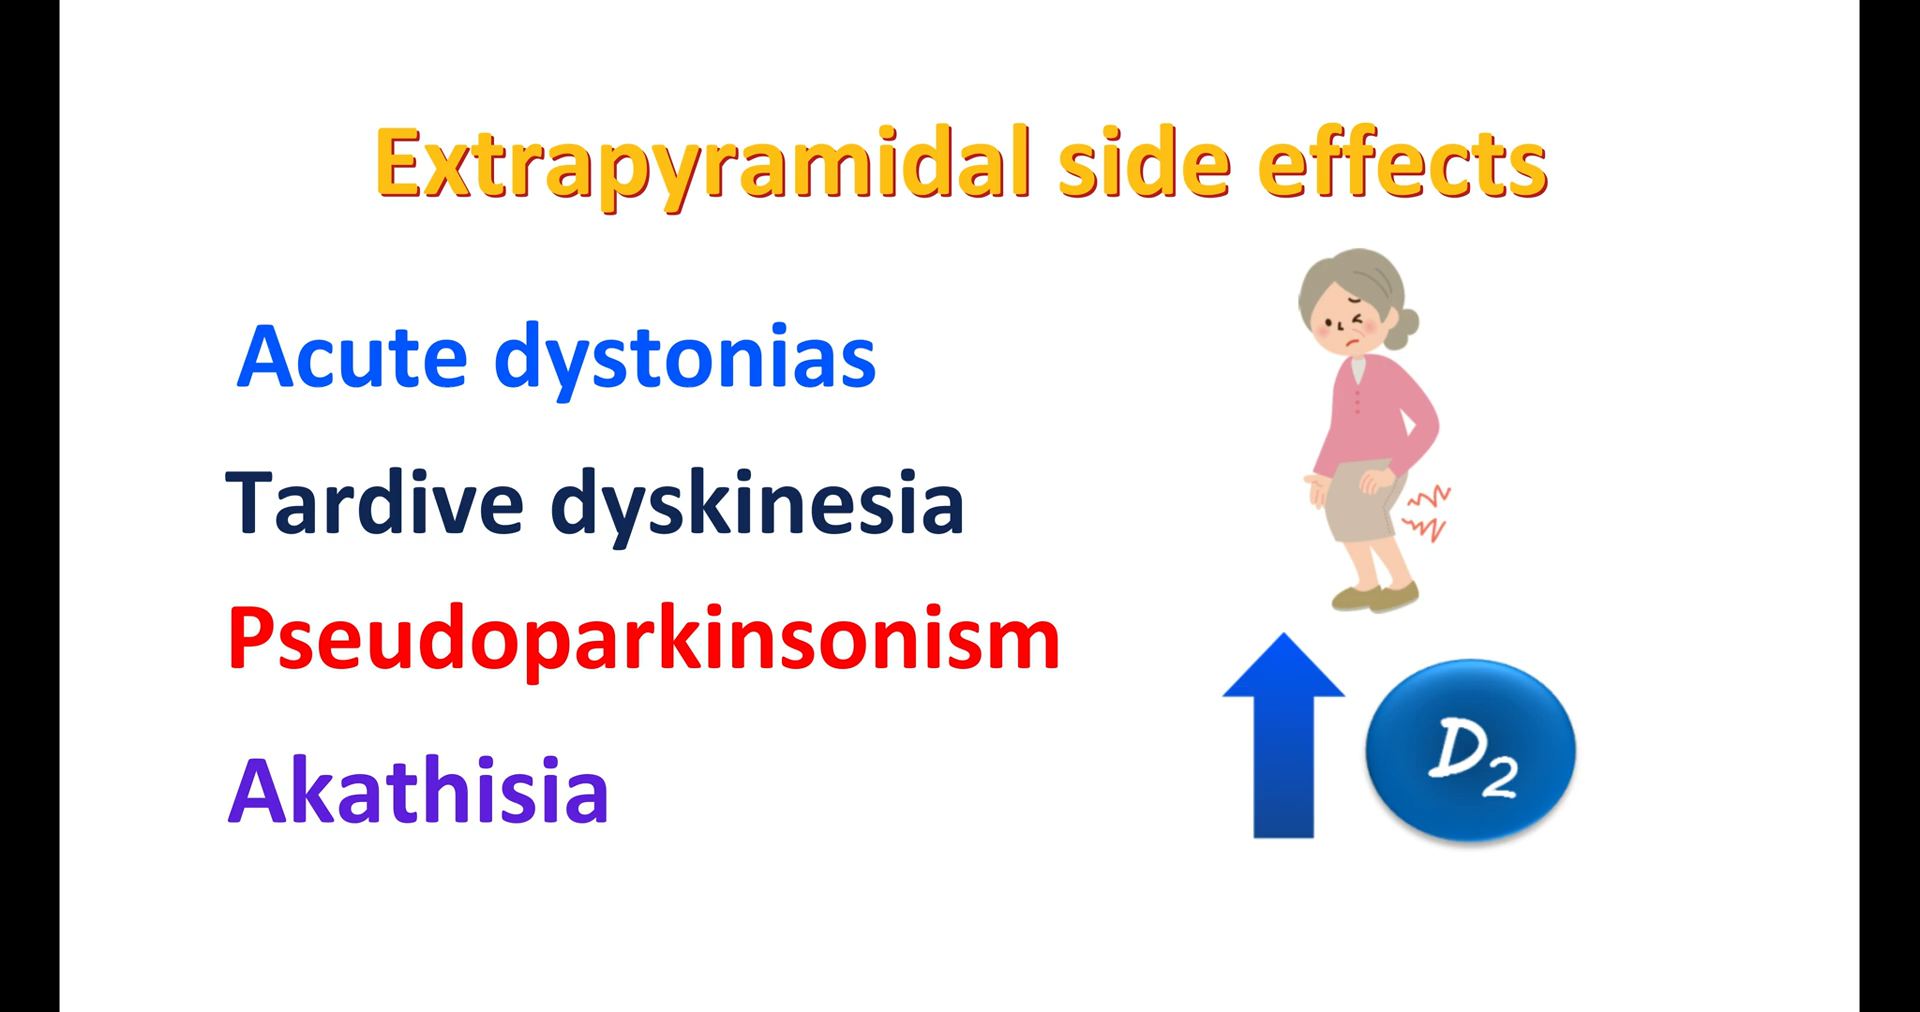 Extrapyramidal side effects
Acute dystonias
Tardive dyskinesia
Pseudoparkinsonism
Akathisia
D₂